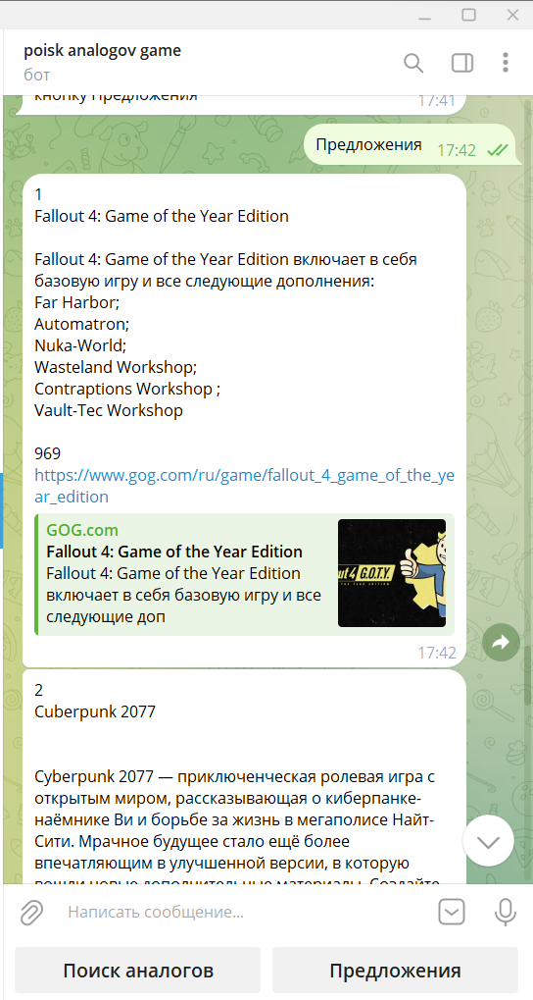 poisk analogov game
бот
кнопку Предложения
17:41
Предложения 17:42
1
Fallout 4: Game of the Year Edition
Fallout 4: Game of the Year Edition включает в себя
базовую игру и все следующие дополнения:
Far Harbor;
Automatron;
Nuka-World;
Wasteland Workshop;
Contraptions Workshop ;
Vault-Tec Workshop
969
https://www.gog.com/ru/game/fallout_4_game_of_the_ye
ar_edition
GOG.com
Fallout 4: Game of the Year Edition
Fallout 4: Game of the Year Edition
включает в себя базовую игру и все
следующие доп
ut4 G.O.T.Y.
17:42
2
Cuberpunk 2077
Cyberpunk 2077 — приключенческая ролевая игра с
открытым миром, рассказывающая о киберпанке-
наёмнике Ви и борьбе за жизнь в мегаполисе Найт-
Сити. Мрачное будущее стало ещё более
впечатляющим в улучшенной версии, в которую
вошли новые дополнительные материалы. Создайте
Написать сообщение...
Поиск аналогов
Предложения